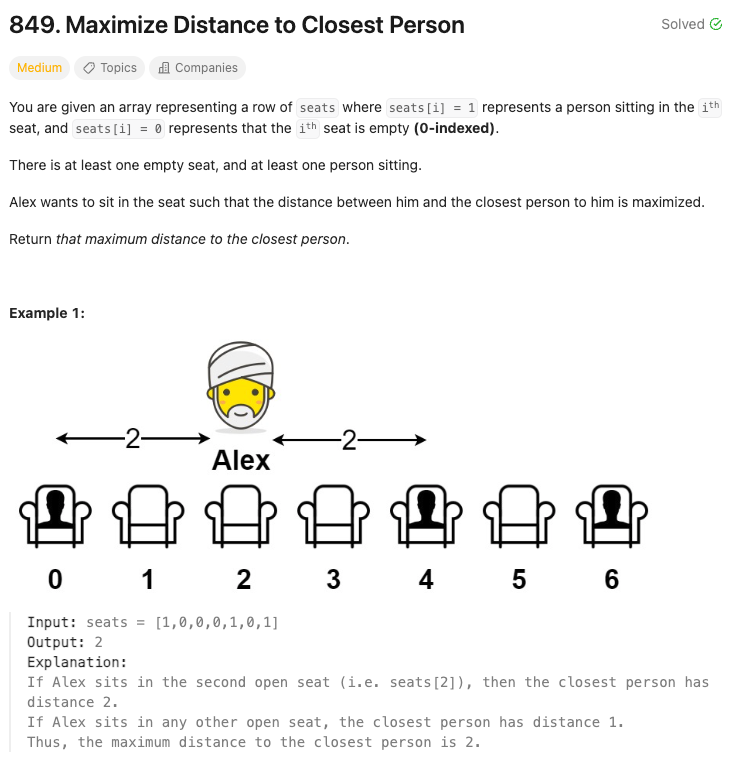 849. Maximize Distance to Closest Person
Solved
Medium Topics Companies
You are given an array representing a row of seats where seats[i] = 1 represents a person sitting in the ith
seat, and seats[i] = 0 represents that the ith seat is empty (0-indexed).
There is at least one empty seat, and at least one person sitting.
Alex wants to sit in the seat such that the distance between him and the closest person to him is maximized.
Return that maximum distance to the closest person.
Example 1:
2 2
Alex
0 1 2 3 4 5 6
Input: seats = [1,0,0,0,1,0,1]
Output: 2
Explanation:
If Alex sits in the second open seat (i.e. seats[2]), then the closest person has
distance 2.
If Alex sits in any other open seat, the closest person has distance 1.
Thus, the maximum distance to the closest person is 2.